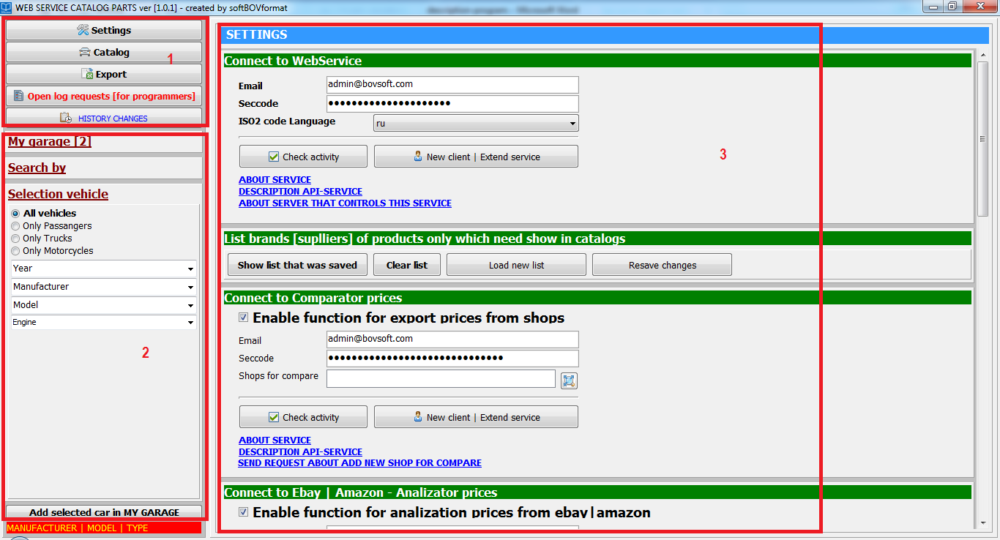 WEB SERVICE CATALOG PARTS ver [1.0.1] - created by softBOVformat
Settings
Catalog
1
Export
Open log requests [for programmers]
HISTORY CHANGES
My garage [2]
Search by
Selection vehicle
All vehicles
Only Passangers
Only Trucks
Only Motorcycles
Year
Manufacturer
Model
Engine
2
Add selected car in MY GARAGE
MANUFACTURER | MODEL | TYPE
SETTINGS
Connect to WebService
Email admin@bovsoft.com
Seccode ●●●●●●●●●●●●●●●●●●●●●
ISO2 code Language ru
3
Check activity New client | Extend service
ABOUT SERVICE
DESCRIPTION API-SERVICE
ABOUT SERVER THAT CONTROLS THIS SERVICE
List brands [suplliers] of products only which need show in catalogs
Show list that was saved Clear list Load new list Resave changes
Connect to Comparator prices
Enable function for export prices from shops
Email admin@bovsoft.com
Seccode ●●●●●●●●●●●●●●●●●●●●●●●●●●●●●●
Shops for compare
Check activity New client | Extend service
ABOUT SERVICE
DESCRIPTION API-SERVICE
SEND REQUEST ABOUT ADD NEW SHOP FOR COMPARE
Connect to Ebay | Amazon - Analizator prices
Enable function for analization prices from ebay|amazon